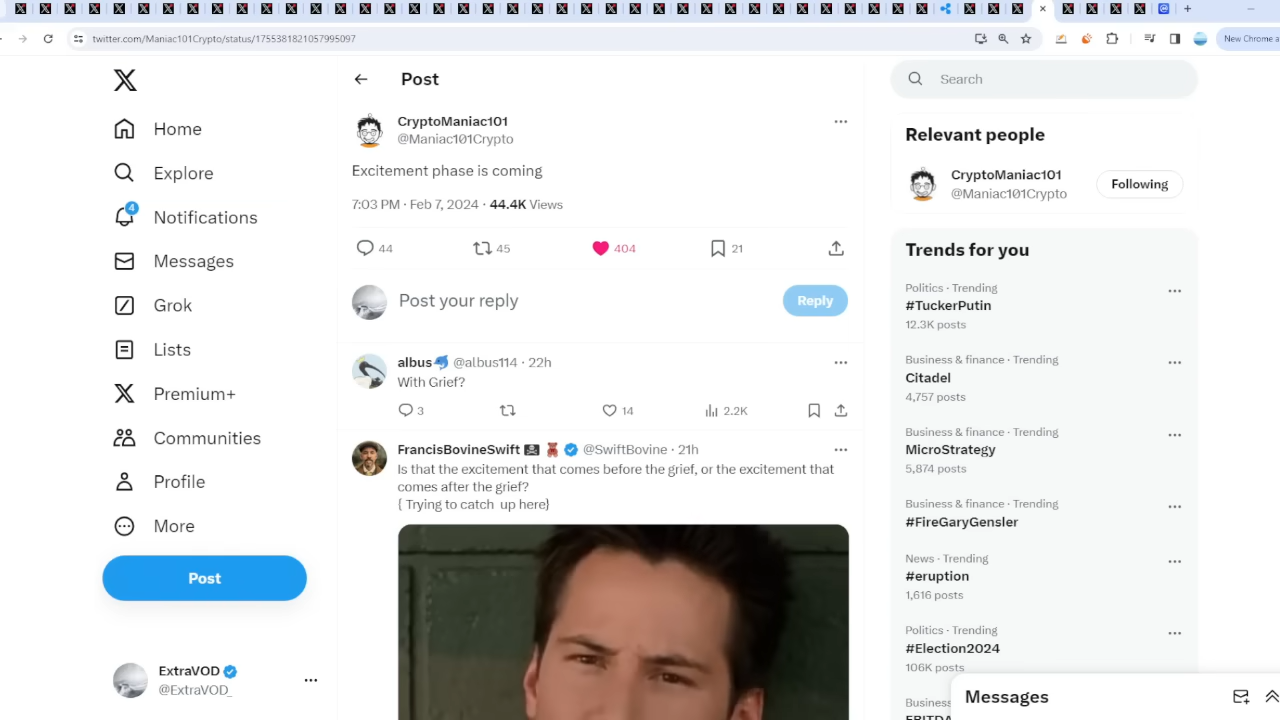 twitter.com/Maniac101Crypto/status/1755381821057995097
New Chrome a
Home
Explore
4
Notifications
Messages
Grok
Lists
Premium+
Communities
Profile
More
Post
ExtraVOD
@ExtraVOD_
Post
CryptoManiac101
@Maniac101Crypto
Excitement phase is coming
7:03 PM · Feb 7, 2024 · 44.4K Views
44 45 404 21
Post your reply
Reply
albus @albus114 · 22h
With Grief?
3 14 2.2K
FrancisBovineSwift @SwiftBovine · 21h
Is that the excitement that comes before the grief, or the excitement that
comes after the grief?
{ Trying to catch up here}
Search
Relevant people
CryptoManiac101
@Maniac101Crypto
Following
Trends for you
Politics · Trending
#TuckerPutin
12.3K posts
Business & finance · Trending
Citadel
4,757 posts
Business & finance · Trending
MicroStrategy
5,874 posts
Business & finance · Trending
#FireGaryGensler
News · Trending
#eruption
1,616 posts
Politics · Trending
#Election2024
106K posts
Messages